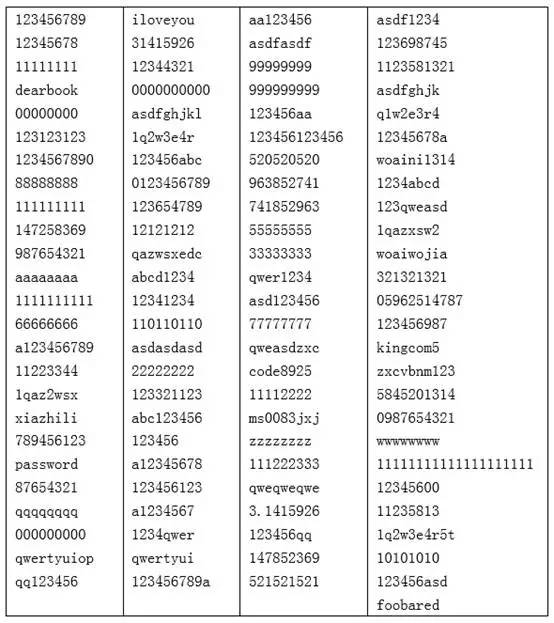 123456789 iloveyou aa123456 asdf1234
12345678 31415926 asdfasdf 123698745
11111111 12344321 99999999 1123581321
dearbook 0000000000 999999999 asdfghjk
00000000 asdfghjkl 123456aa q1w2e3r4
123123123 1q2w3e4r 123456123456 12345678a
1234567890 123456abc 520520520 woaini1314
88888888 0123456789 963852741 1234abcd
111111111 123654789 741852963 123qweasd
147258369 12121212 55555555 1qazxsw2
987654321 qazwsxedc 33333333 woaiwojia
aaaaaaaa abcd1234 qwer1234 321321321
1111111111 12341234 asd123456 05962514787
66666666 110110110 77777777 123456987
a123456789 asdasdasd qweasdzxc kingcom5
11223344 22222222 code8925 zxcvbnm123
1qaz2wsx 123321123 11112222 5845201314
xiazhili abc123456 ms0083jxj 0987654321
789456123 123456 zzzzzzzz wwwwwwww
password a12345678 111222333 11111111111111111111
87654321 123456123 qweqweqwe 12345600
qqqqqqqq a1234567 3.1415926 11235813
000000000 1234qwer 123456qq 1q2w3e4r5t
qwertyuiop qwertyui 147852369 10101010
qq123456 123456789a 521521521 123456asd
foobared